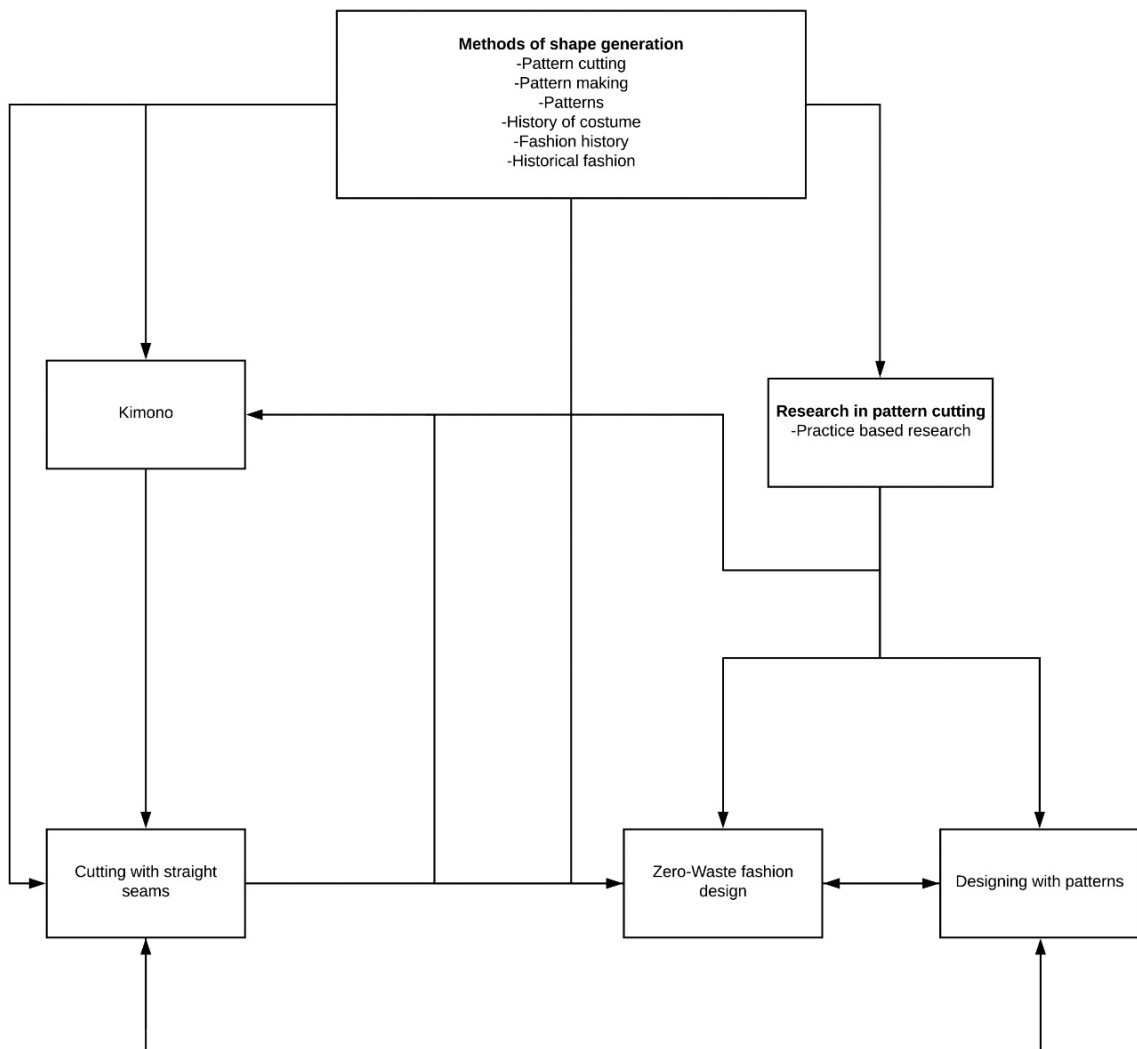 Methods of shape generation
-Pattern cutting
-Pattern making
-Patterns
-History of costume
-Fashion history
-Historical fashion
Kimono
Research in pattern cutting
-Practice based research
Cutting with straight
seams
Zero-Waste fashion
design
Designing with patterns